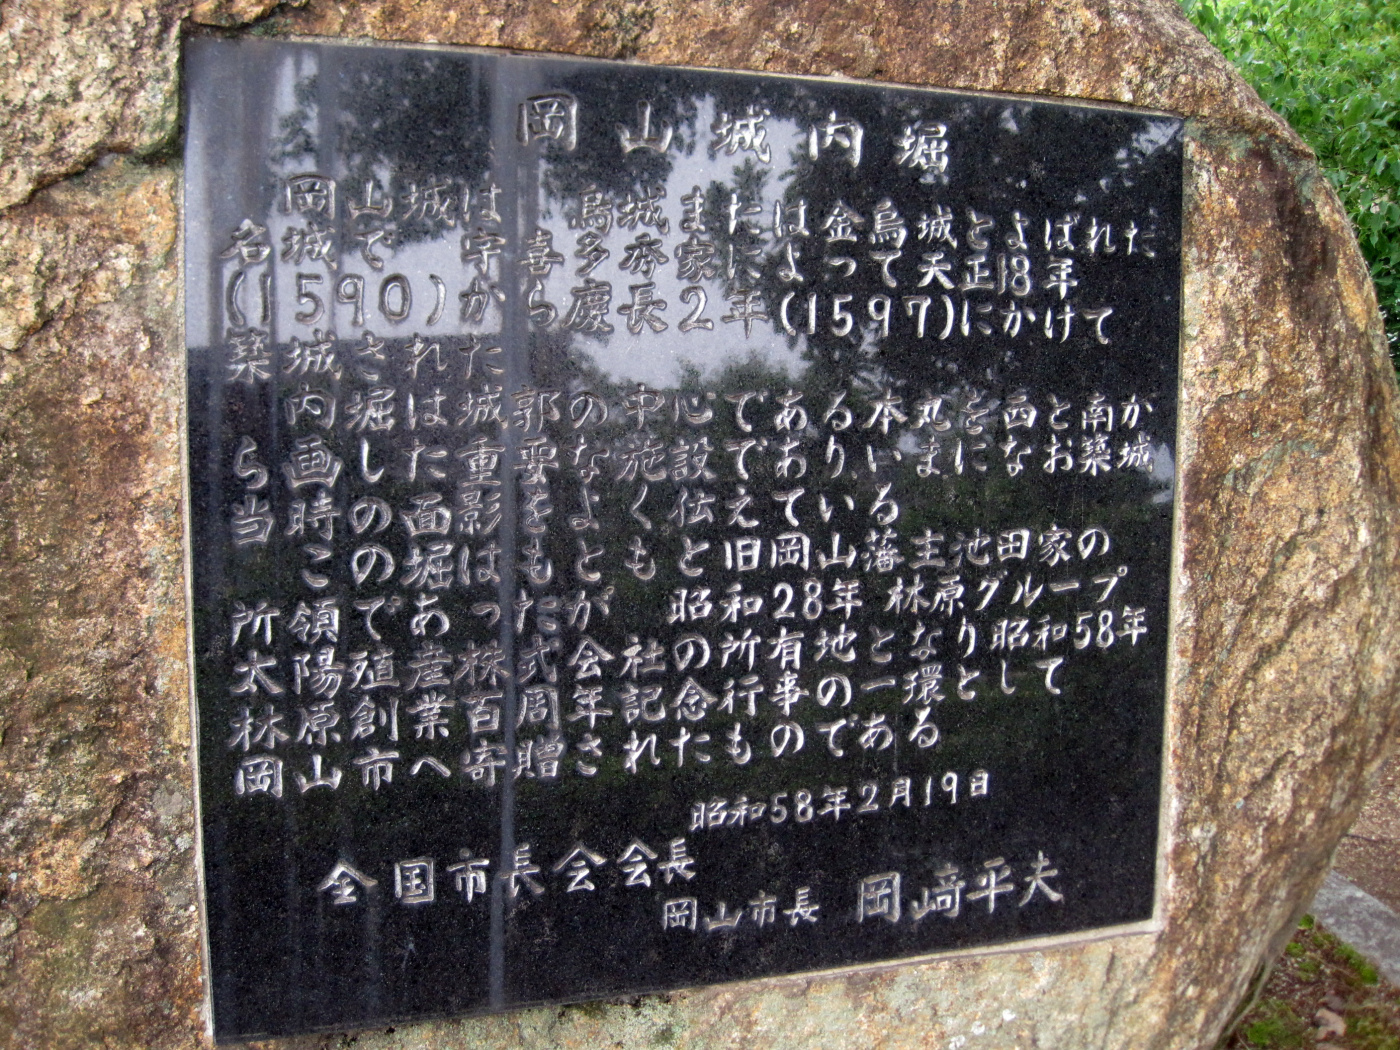 岡山城内堀
岡山城は烏城または金烏城とよばれた
名城で宇喜多秀家によって天正18年
(1590)から慶長2年(1597)にかけて
築城された
内堀は城郭の中心である本丸を西と南か
ら画した重要な施設でありいまなお築城
当時の面影をよく伝えている
この堀はもともと旧岡山藩主池田家の
所領であったが昭和28年林原グループ
太陽殖産株式会社の所有地となり昭和58年
林原創業百周年記念行事の一環として
岡山市へ寄贈されたものである
昭和58年2月19日
全国市長会会長
岡山市長 岡﨑平夫